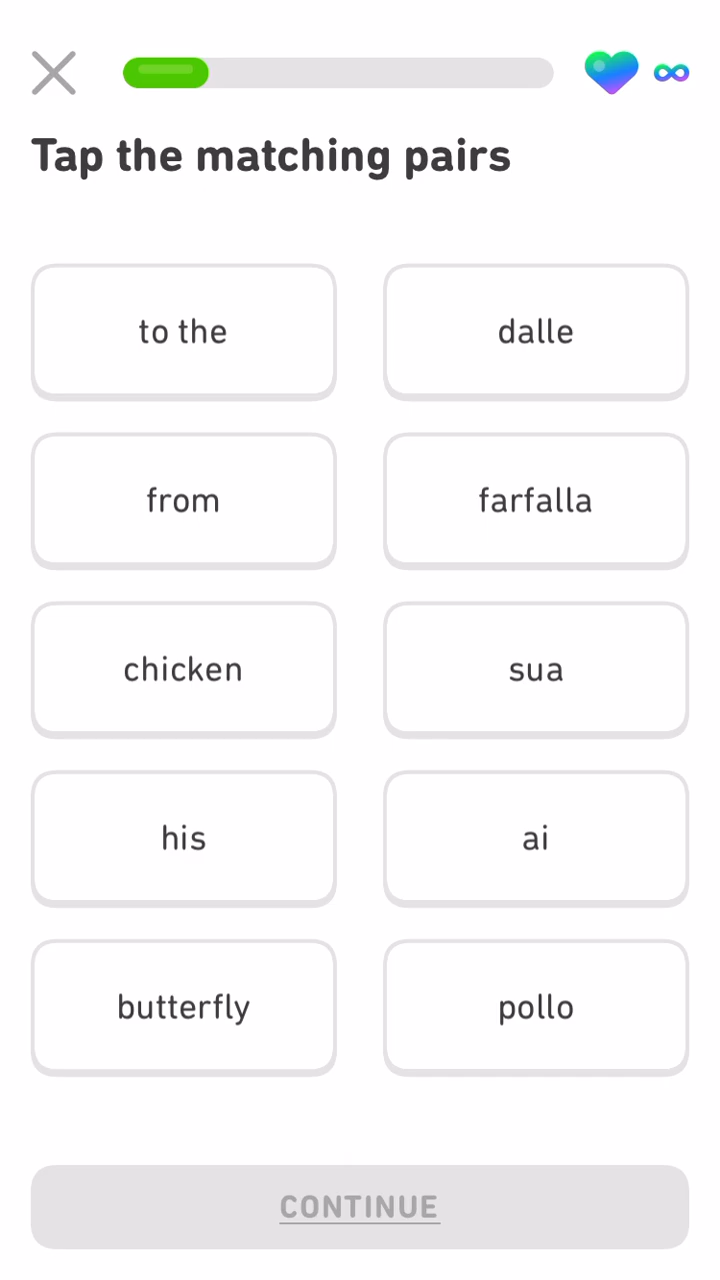 Tap the matching pairs
to the
dalle
from
farfalla
chicken
sua
his
ai
butterfly
pollo
CONTINUE